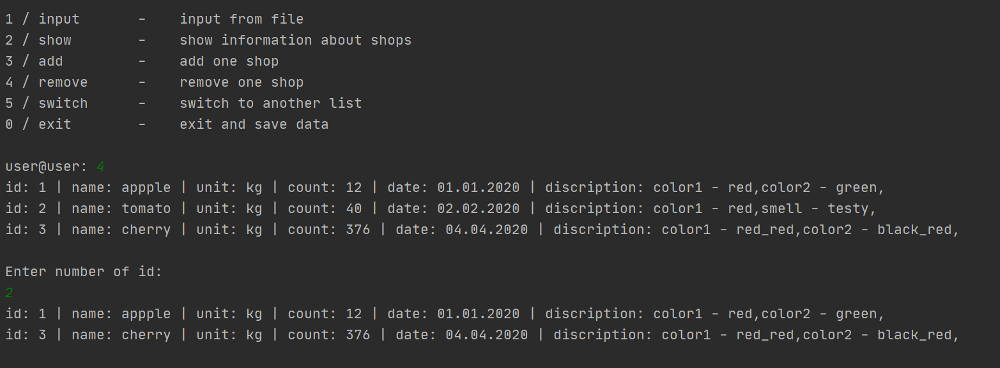 1 / input - input from file
2 / show - show information about shops
3 / add - add one shop
4 / remove - remove one shop
5 / switch - switch to another list
0 / exit - exit and save data
user@user: 4
id: 1 | name: appple | unit: kg | count: 12 | date: 01.01.2020 | discription: color1 - red,color2 - green,
id: 2 | name: tomato | unit: kg | count: 40 | date: 02.02.2020 | discription: color1 - red,smell - testy,
id: 3 | name: cherry | unit: kg | count: 376 | date: 04.04.2020 | discription: color1 - red_red,color2 - black_red,
Enter number of id:
2
id: 1 | name: appple | unit: kg | count: 12 | date: 01.01.2020 | discription: color1 - red,color2 - green,
id: 3 | name: cherry | unit: kg | count: 376 | date: 04.04.2020 | discription: color1 - red_red,color2 - black_red,